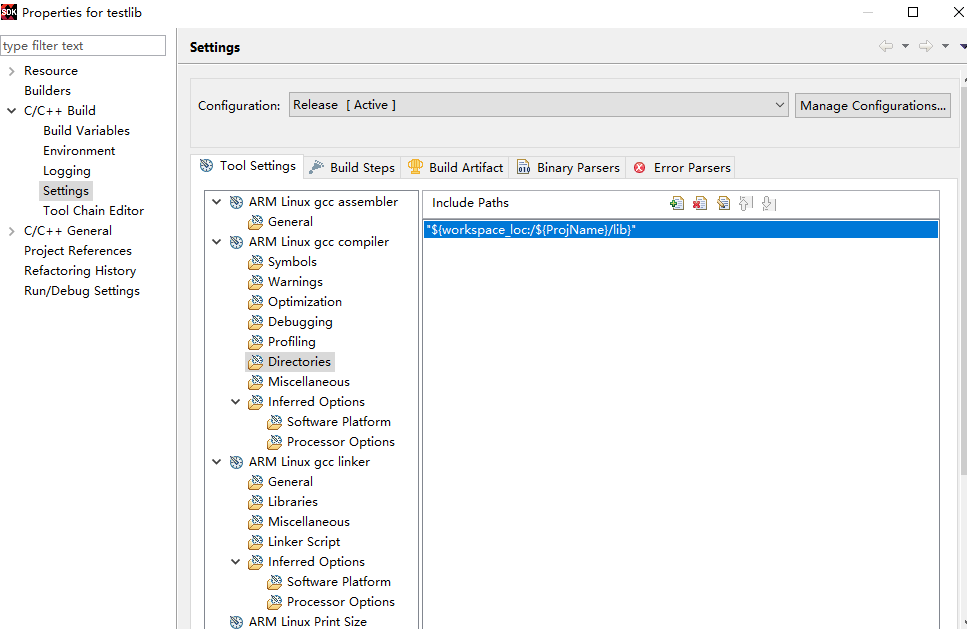 SDK Properties for testlib
type filter text
Resource
Builders
C/C++ Build
Build Variables
Environment
Logging
Settings
Tool Chain Editor
C/C++ General
Project References
Refactoring History
Run/Debug Settings
Settings
Configuration: Release [ Active ] Manage Configurations...
Tool Settings Build Steps Build Artifact Binary Parsers Error Parsers
ARM Linux gcc assembler
General
ARM Linux gcc compiler
Symbols
Warnings
Optimization
Debugging
Profiling
Directories
Miscellaneous
Inferred Options
Software Platform
Processor Options
ARM Linux gcc linker
General
Libraries
Miscellaneous
Linker Script
Inferred Options
Software Platform
Processor Options
ARM Linux Print Size
Include Paths
"${workspace_loc:/${ProjName}/lib}"